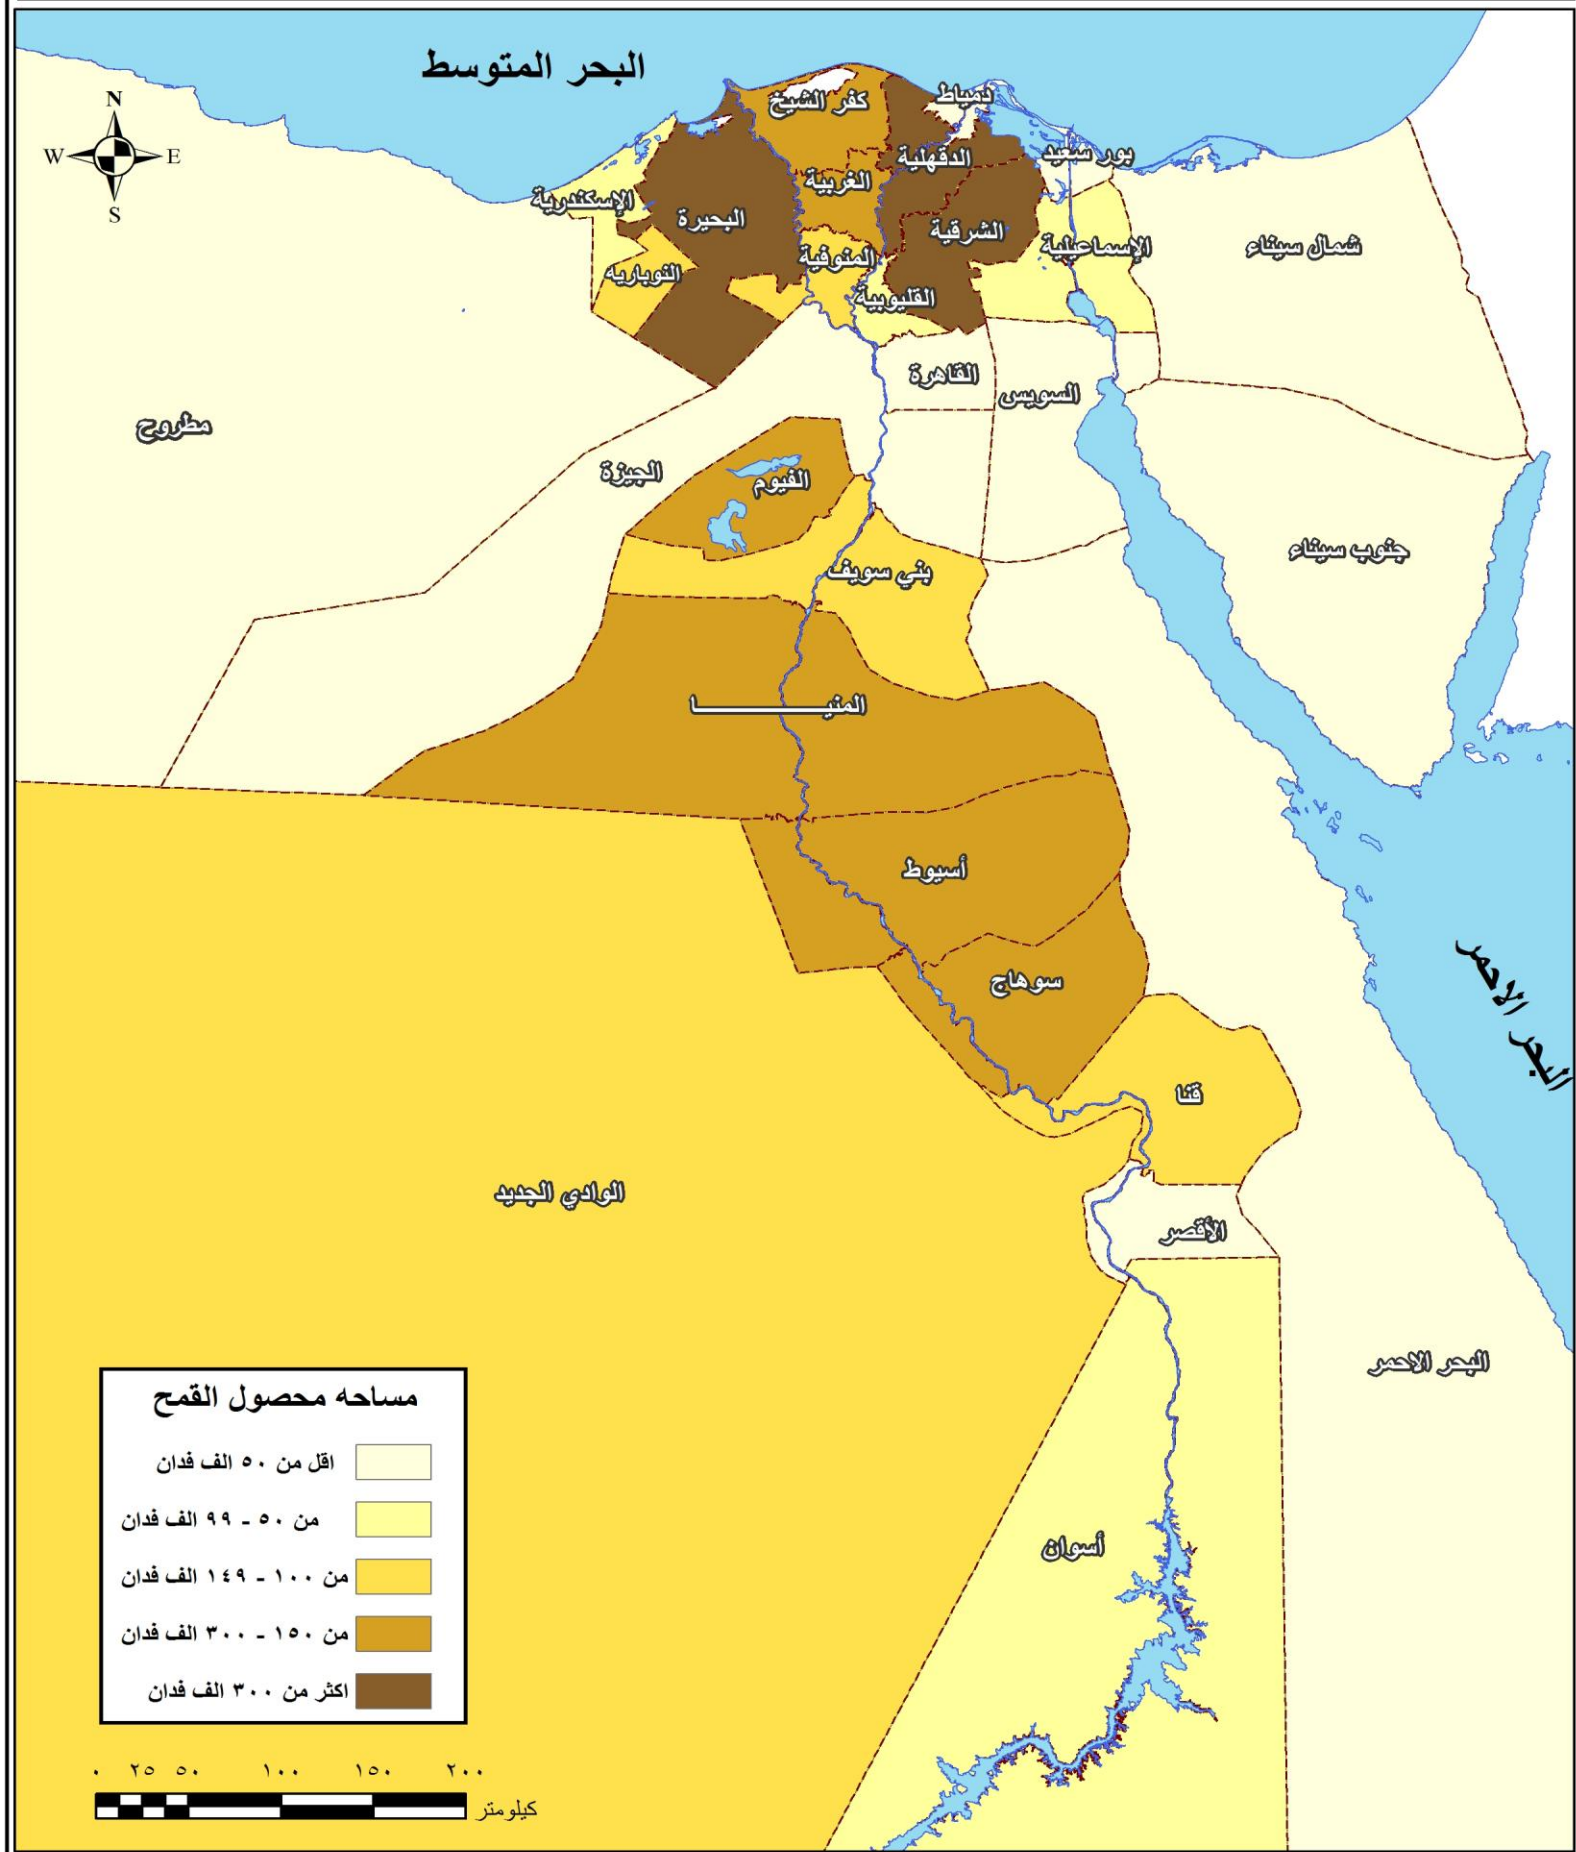 البحر المتوسط
N
W E
S
دمياط
كفر الشيخ
بور سعيد
الدقهلية
الغربية
الإسكندرية
البحيرة
الشرقية
الإسماعيلية
شمال سيناء
المنوفية
النوباريه
القليوبية
القاهرة
السويس
مطروح
الجيزة
الفيوم
جنوب سيناء
بني سويف
المنيـــــــــــــا
أسيوط
سوهاج
البحر الاحمر
قنا
الوادي الجديد
الأقصر
البحر الاحمر
أسوان
مساحه محصول القمح
اقل من ٥٠ الف فدان
من ٥٠ - ٩٩ الف فدان
من ١٠٠ - ١٤٩ الف فدان
من ١٥٠ - ٣٠٠ الف فدان
اكثر من ٣٠٠ الف فدان
٠ ٢٥ ٥٠ ١٠٠ ١٥٠ ٢٠٠
كيلومتر